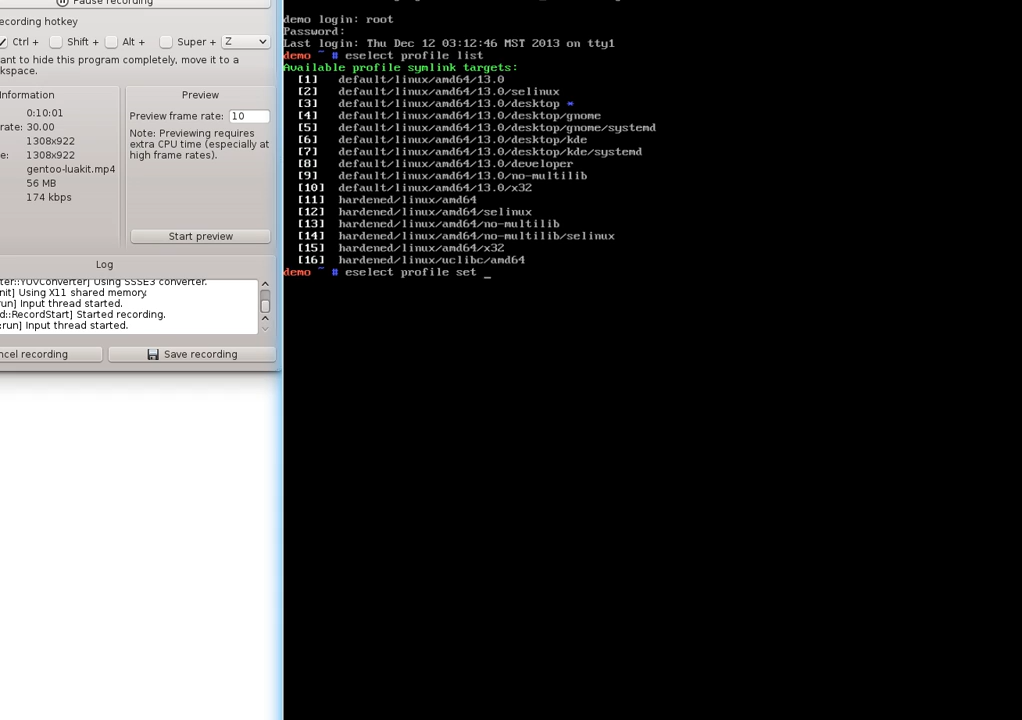 Pause recording
ecording hotkey
Ctrl +
Shift +
Alt +
Super +
Z
ant to hide this program completely, move it to a
kspace.
nformation
0:10:01
rate: 30.00
1308x922
e: 1308x922
gentoo-luakit.mp4
56 MB
174 kbps
Preview
Preview frame rate: 10
Note: Previewing requires
extra CPU time (especially at
high frame rates).
Start preview
Log
ter::YUVConverter] Using SSSE3 converter.
nit] Using X11 shared memory.
run] Input thread started.
d::RecordStart] Started recording.
:run] Input thread started.
ncel recording
Save recording
demo login: root
Password:
Last login: Thu Dec 12 03:12:46 MST 2013 on tty1
demo ~ # eselect profile list
Available profile symlink targets:
[1] default/linux/amd64/13.0
[2] default/linux/amd64/13.0/selinux
[3] default/linux/amd64/13.0/desktop *
[4] default/linux/amd64/13.0/desktop/gnome
[5] default/linux/amd64/13.0/desktop/gnome/systemd
[6] default/linux/amd64/13.0/desktop/kde
[7] default/linux/amd64/13.0/desktop/kde/systemd
[8] default/linux/amd64/13.0/developer
[9] default/linux/amd64/13.0/no-multilib
[10] default/linux/amd64/13.0/x32
[11] hardened/linux/amd64
[12] hardened/linux/amd64/selinux
[13] hardened/linux/amd64/no-multilib
[14] hardened/linux/amd64/no-multilib/selinux
[15] hardened/linux/amd64/x32
[16] hardened/linux/uclibc/amd64
demo ~ # eselect profile set _